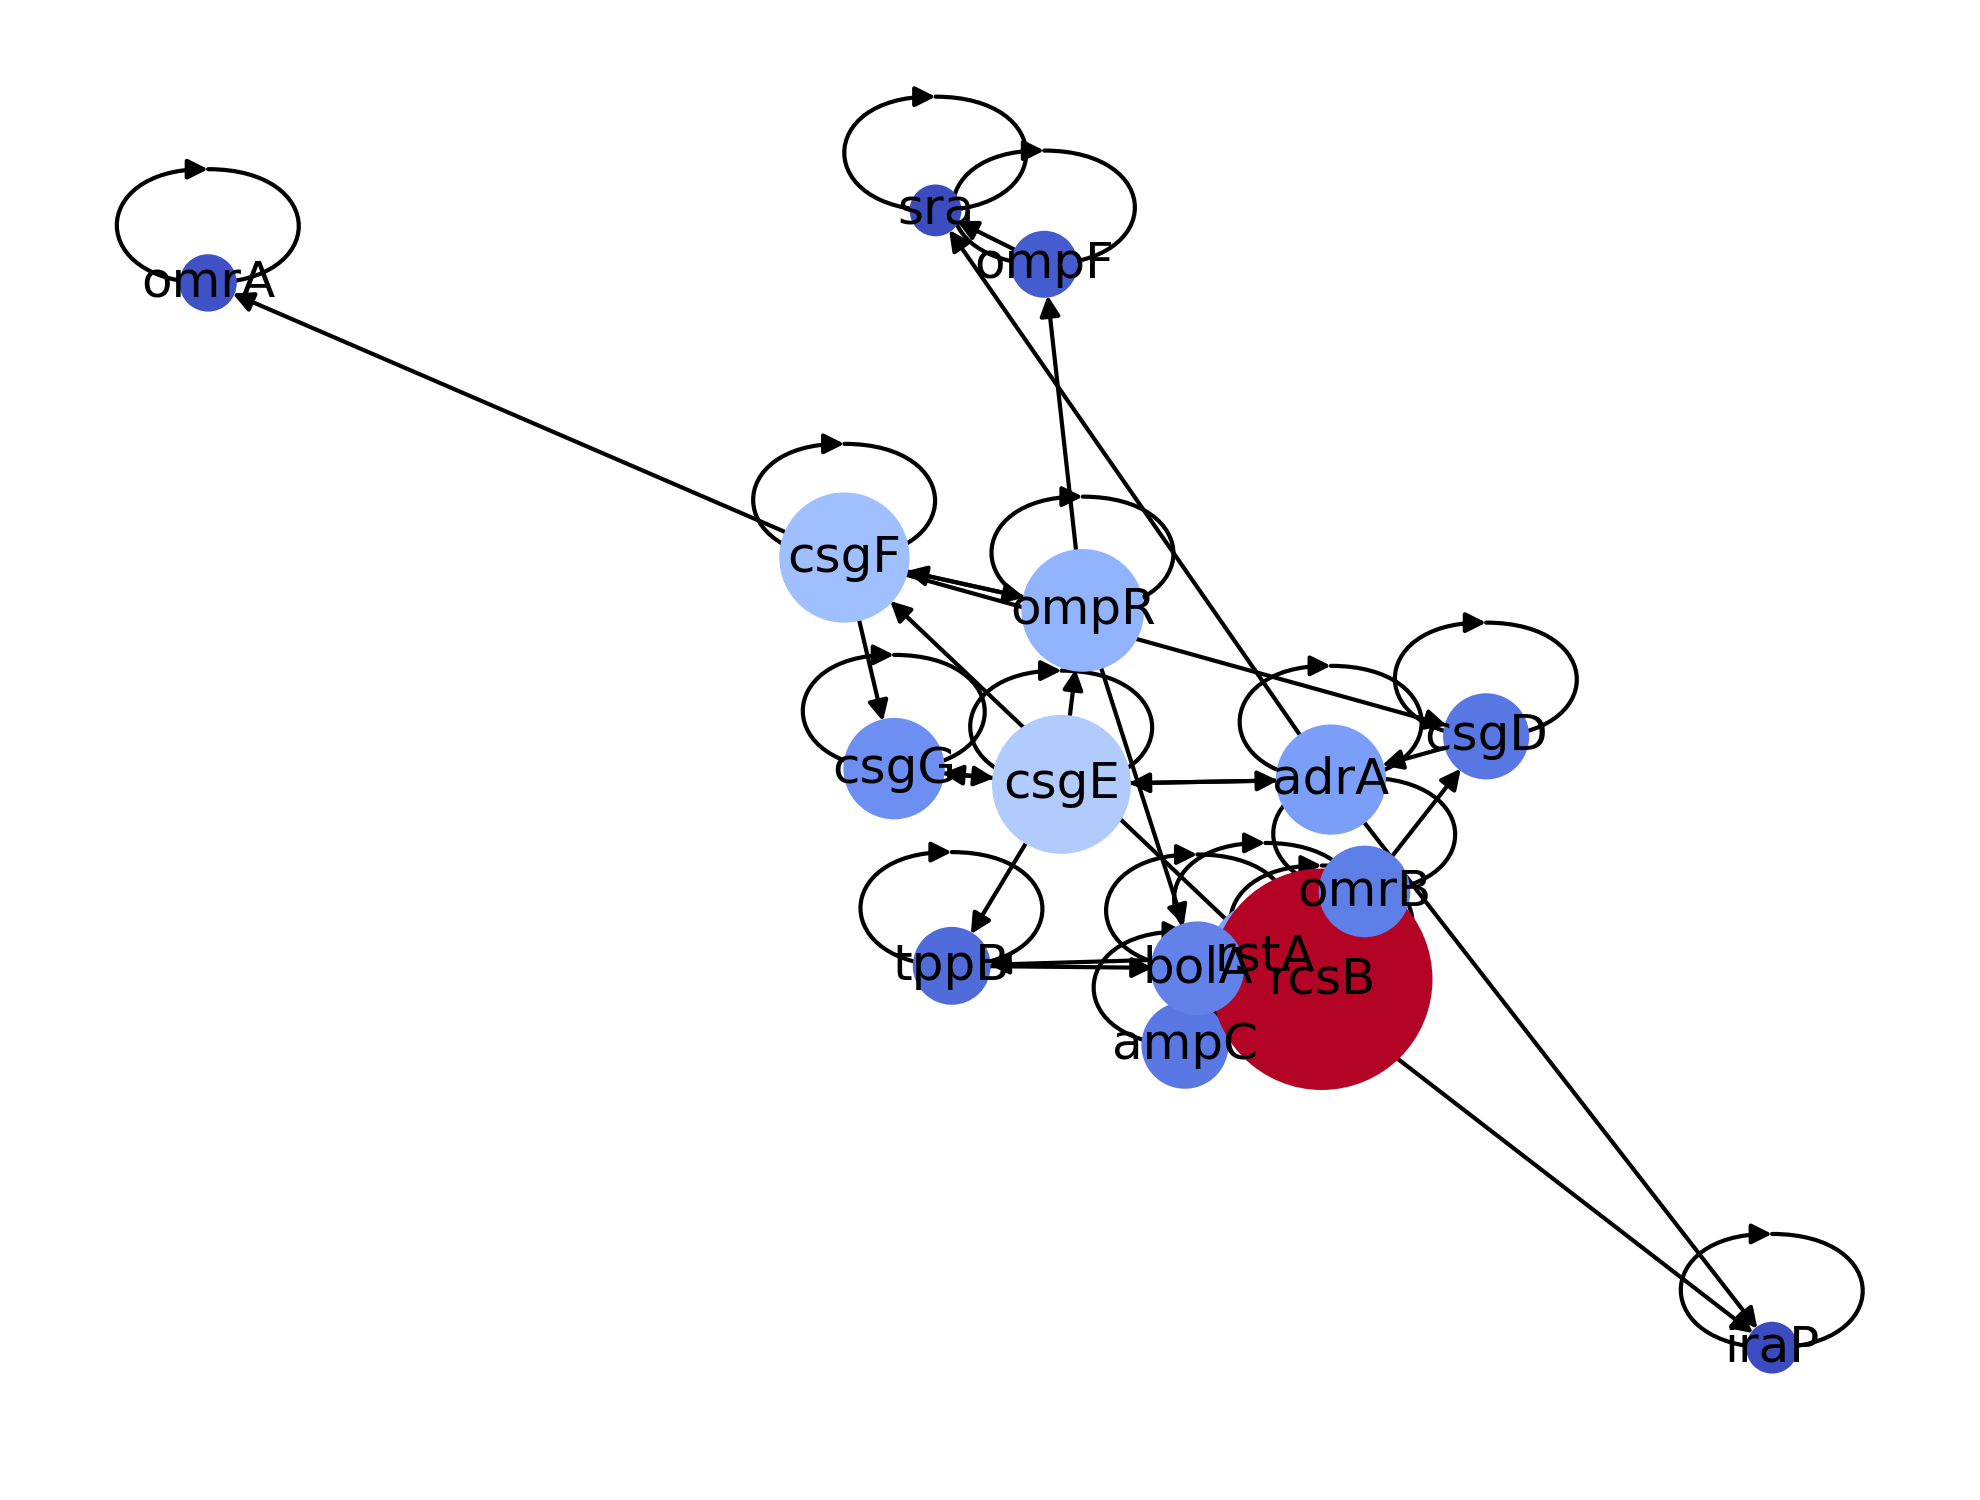 sra
ompF
omrA
csgF
ompR
csgD
csgG
csgE
adrA
omrB
tppB
bolA
rstA
rcsB
ampC
iraP